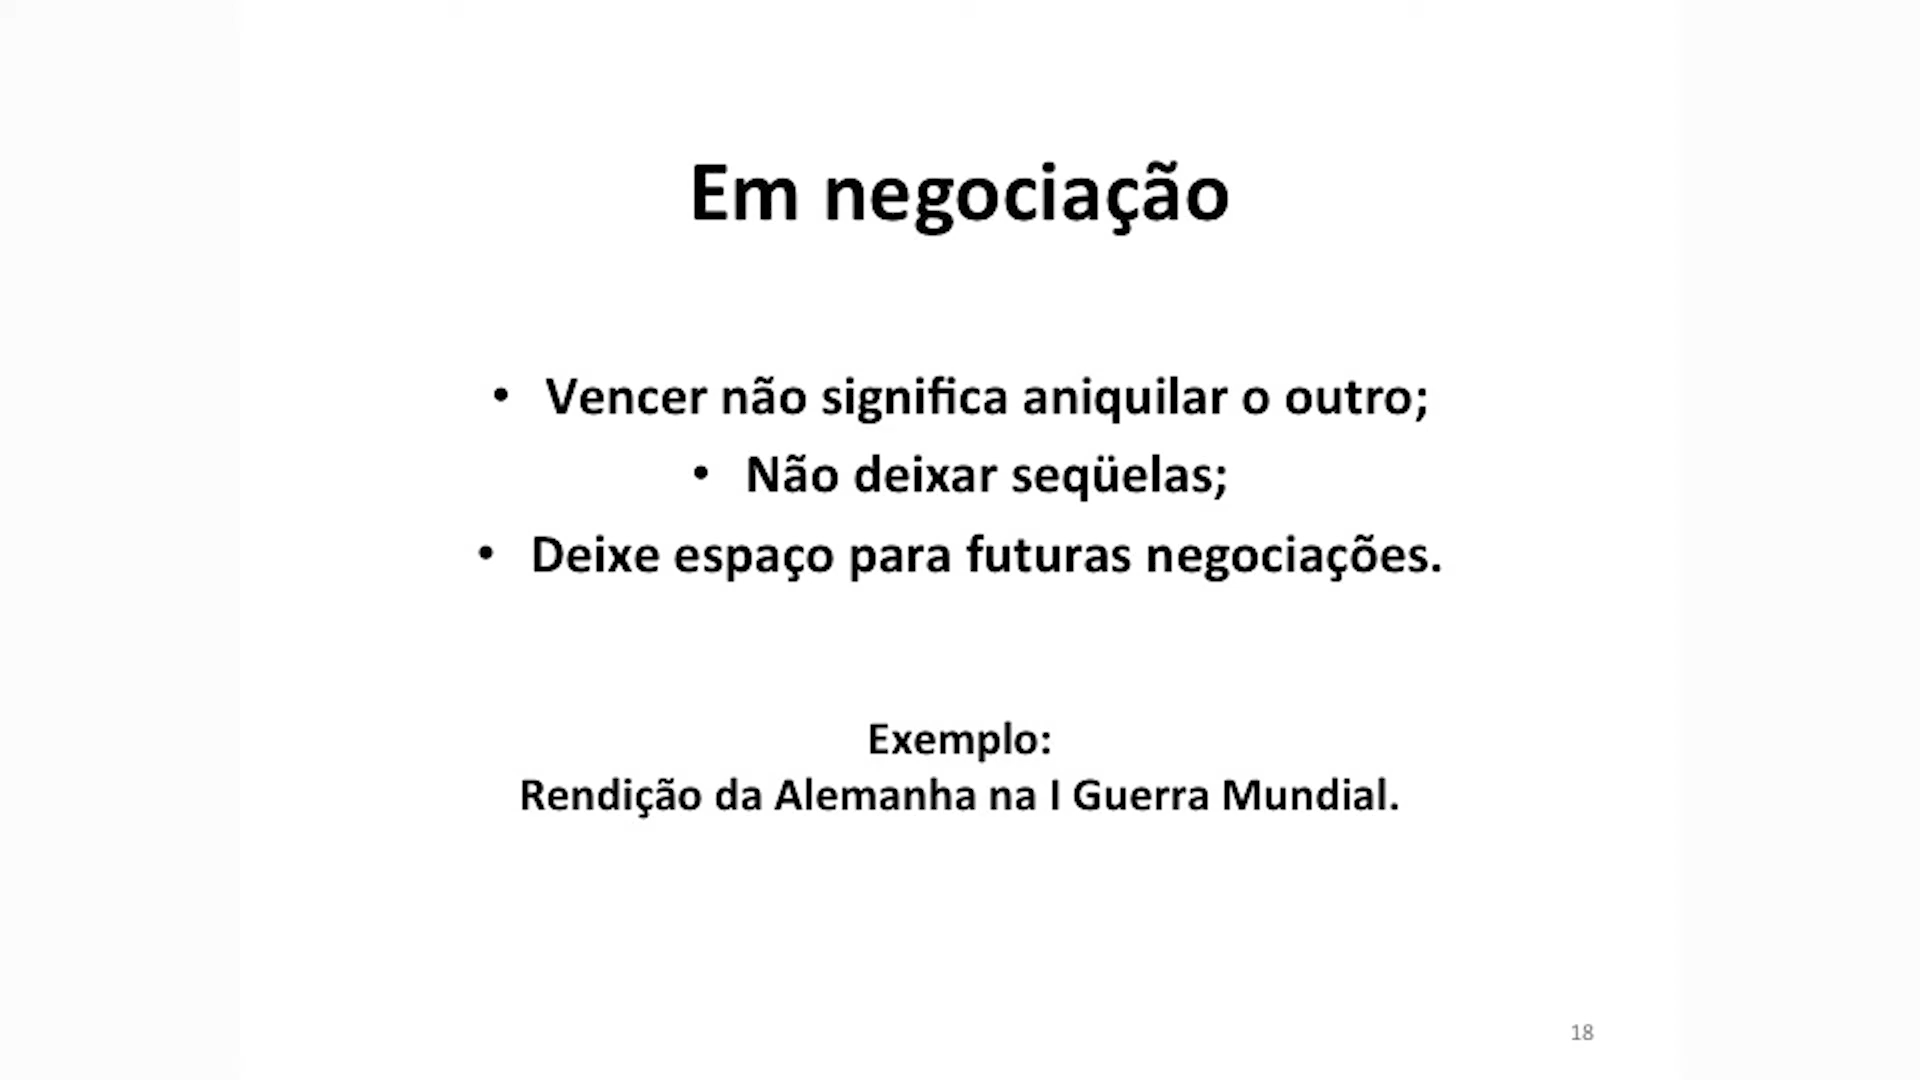 Em negociação
• Vencer não significa aniquilar o outro;
• Não deixar seqüelas;
• Deixe espaço para futuras negociações.
Exemplo:
Rendição da Alemanha na I Guerra Mundial.
18